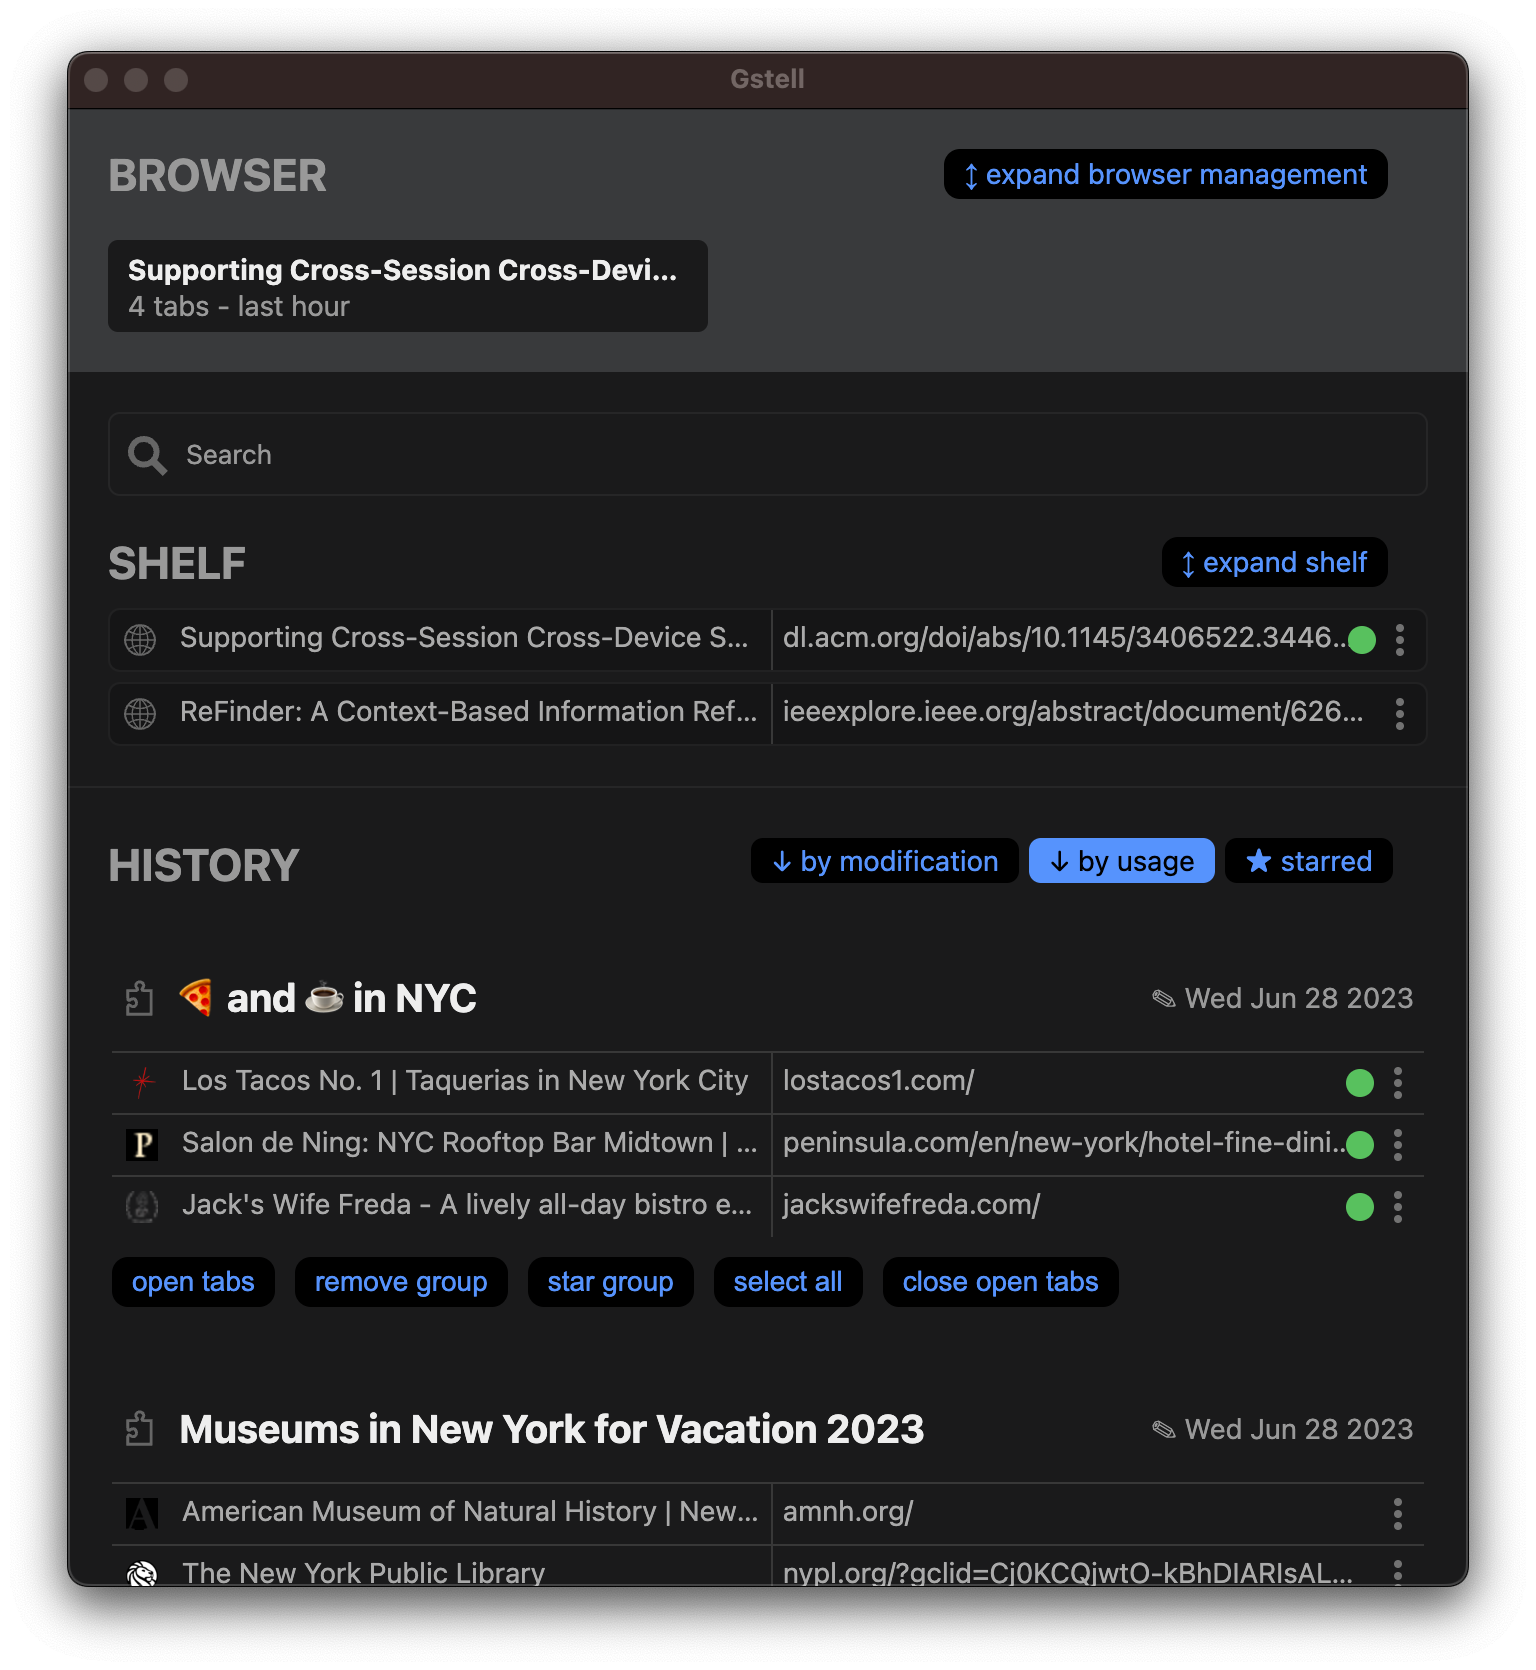 Gstell
BROWSER
↕ expand browser management
Supporting Cross-Session Cross-Devi...
4 tabs - last hour
Search
SHELF
↕ expand shelf
Supporting Cross-Session Cross-Device S... dl.acm.org/doi/abs/10.1145/3406522.3446...
ReFinder: A Context-Based Information Ref... ieeexplore.ieee.org/abstract/document/626...
HISTORY
↓ by modification ↓ by usage ★ starred
🍕 and ☕ in NYC ✎ Wed Jun 28 2023
Los Tacos No. 1 | Taquerias in New York City lostacos1.com/
P Salon de Ning: NYC Rooftop Bar Midtown | ... peninsula.com/en/new-york/hotel-fine-dini...
Jack's Wife Freda - A lively all-day bistro e... jackswifefreda.com/
open tabs remove group star group select all close open tabs
Museums in New York for Vacation 2023 ✎ Wed Jun 28 2023
A American Museum of Natural History | New... amnh.org/
The New York Public Library nypl.org/?gclid=Cj0KCQjwtO-kBhDIARIsAL...